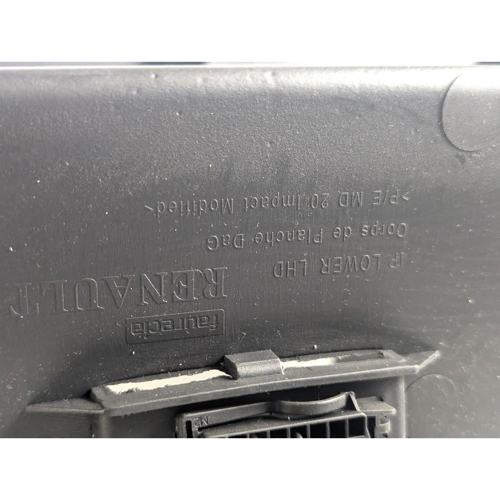 faurecia
RENAULT
IP LOWER LHD
Corps de Planche DaG
>P/E MD 20 Impact Modified<